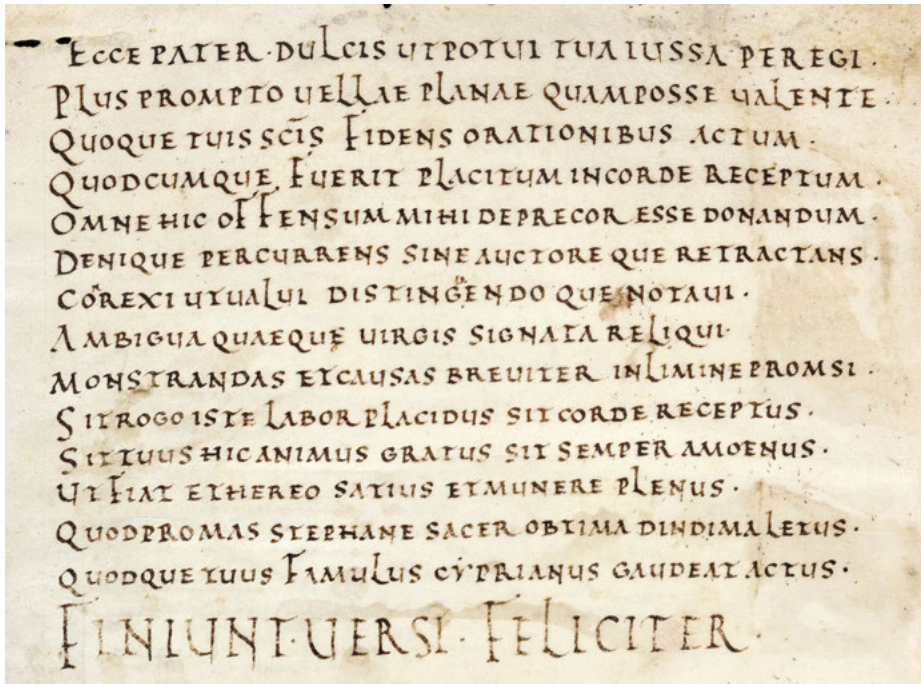 ECCE PATER · DULCIS UT POTUI TUA IUSSA PEREGI ·
PLUS PROMPTO UELLAE PLANAE QUAM POSSE UALENTE ·
QUOQUE TUIS SCĪS FIDENS ORATIONIBUS ACTUM ·
QUODCUMQUE FUERIT PLACITUM IN CORDE RECEPTUM ·
OMNE HIC OFFENSUM MIHI DEPRECOR ESSE DONANDUM ·
DENIQUE PERCURRENS SINE AUCTORE QUE RETRACTANS ·
COREXI UT UALUI DISTINGENDO QUE NOTAUI ·
AMBIGUA QUAEQUE UIRGIS SIGNATA RELIQUI
MONSTRANDAS ET CAUSAS BREUITER IN LIMINE PROMSI ·
SIT ROGO ISTE LABOR PLACIDUS SIT CORDE RECEPTUS ·
SIT TUUS HIC ANIMUS GRATUS SIT SEMPER AMOENUS ·
UT FIAT ETHEREO SATIUS ET MUNERE PLENUS ·
QUOD PROMAS STEPHANE SACER OBTIMA DINDIMA LETUS ·
QUODQUE TUUS FAMULUS CYPRIANUS GAUDEAT ACTUS ·
FINIUNT · UERSI · FELICITER ·